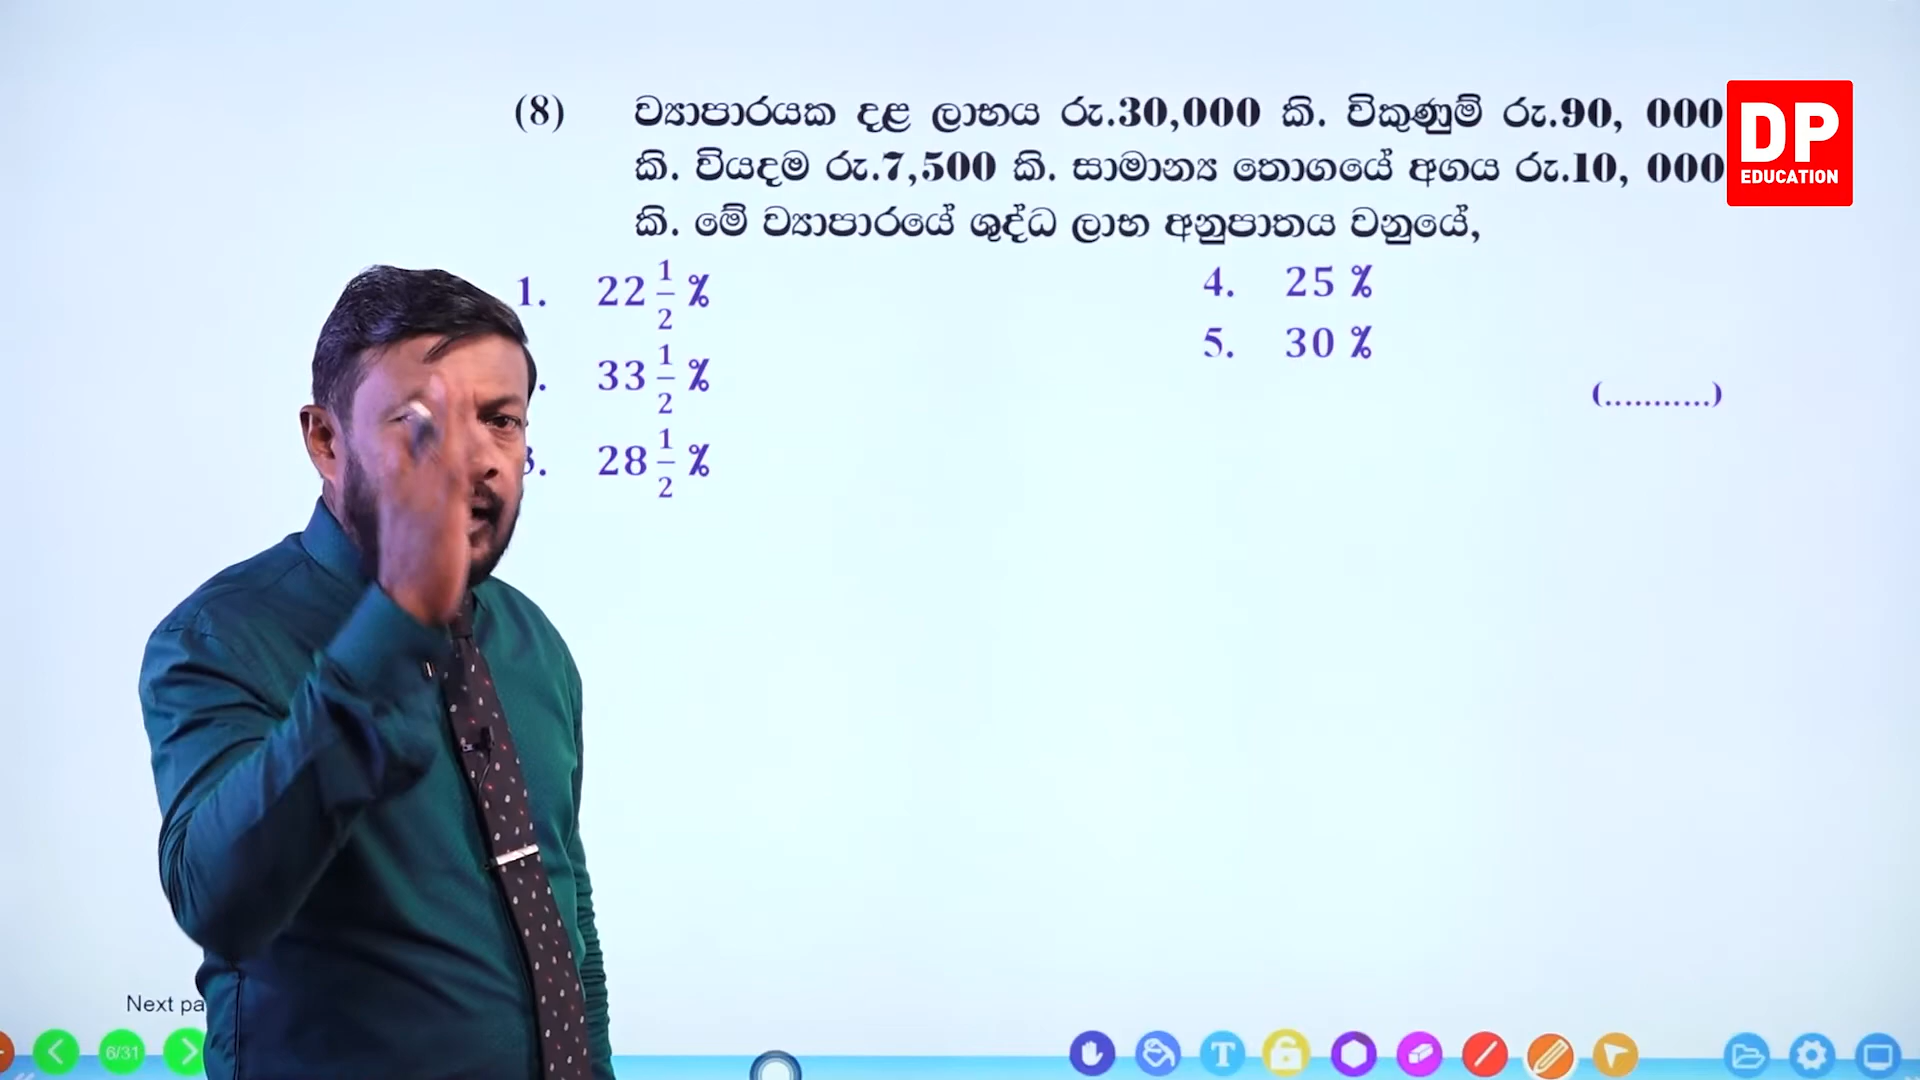 (8) ව්‍යාපාරයක දළ ලාභය රු.30,000 කි. විකුණුම් රු.90, 000
කි. වියදම රු.7,500 කි. සාමාන්‍ය තොගයේ අගය රු.10, 000
කි. මේ ව්‍යාපාරයේ ශුද්ධ ලාභ අනුපාතය වනුයේ,
1. 22 1/2 % 4. 25 %
. 33 1/2 % 5. 30 %
(...........)
3. 28 1/2 %
DP
EDUCATION
Next pa
6/31
T